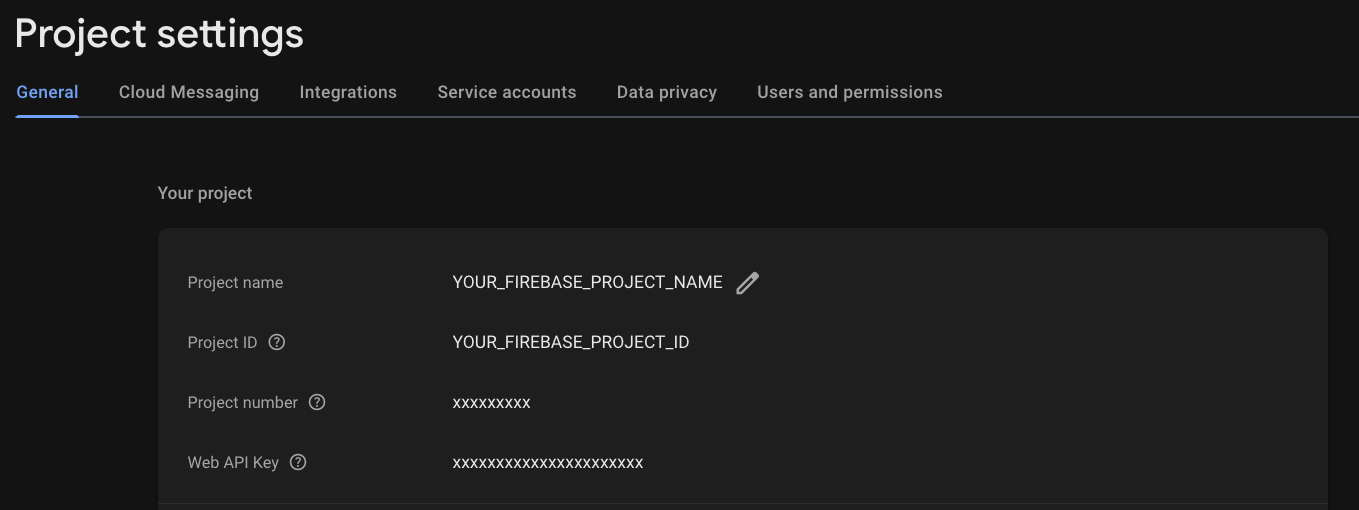 Project settings
General Cloud Messaging Integrations Service accounts Data privacy Users and permissions
Your project
Project name YOUR_FIREBASE_PROJECT_NAME
Project ID ? YOUR_FIREBASE_PROJECT_ID
Project number ? xxxxxxxxx
Web API Key ? xxxxxxxxxxxxxxxxxxxxxx